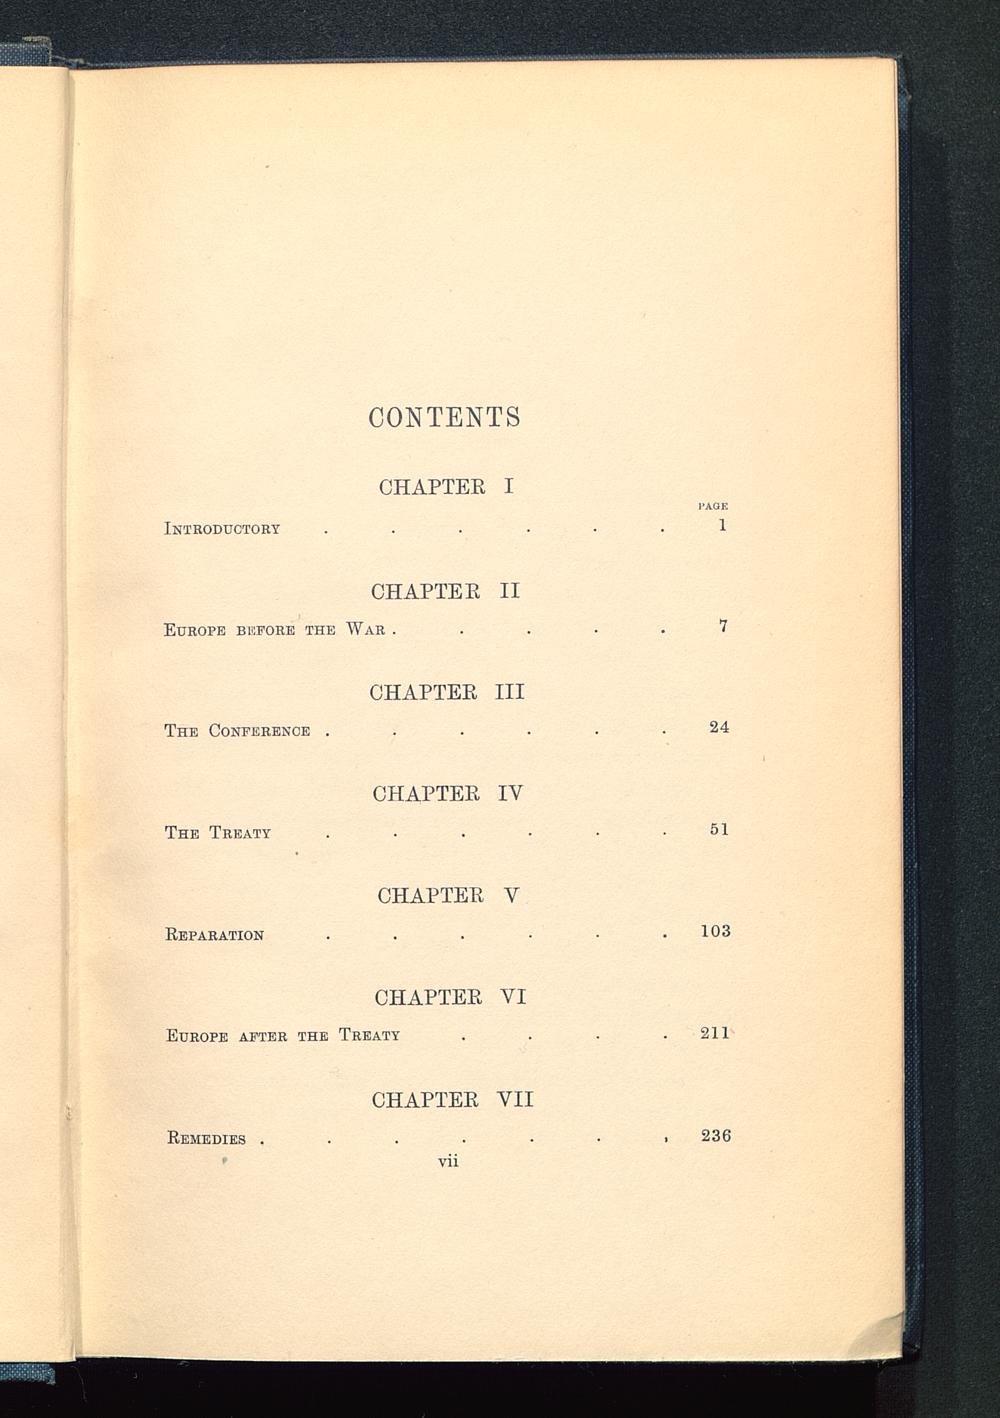 CONTENTS
CHAPTER I
PAGE
INTRODUCTORY . . . . . . 1
CHAPTER II
EUROPE BEFORE THE WAR . . . . . 7
CHAPTER III
THE CONFERENCE . . . . . . 24
CHAPTER IV
THE TREATY . . . . . . 51
CHAPTER V
REPARATION . . . . . . 103
CHAPTER VI
EUROPE AFTER THE TREATY . . . . 211
CHAPTER VII
REMEDIES . . . . . . . 236
vii